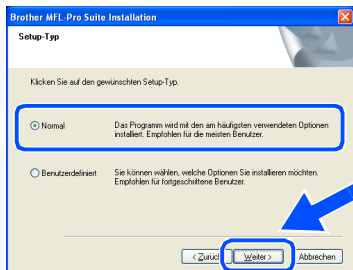 Brother MFL-Pro Suite Installation
Setup-Typ
Klicken Sie auf den gewünschten Setup-Typ.
Normal
Das Programm wird mit den am häufigsten verwendeten Optionen
installiert. Empfohlen für die meisten Benutzer.
Benutzerdefiniert
Sie können wählen, welche Optionen Sie installieren möchten.
Empfohlen für fortgeschrittene Benutzer.
< Zurück
Weiter >
Abbrechen